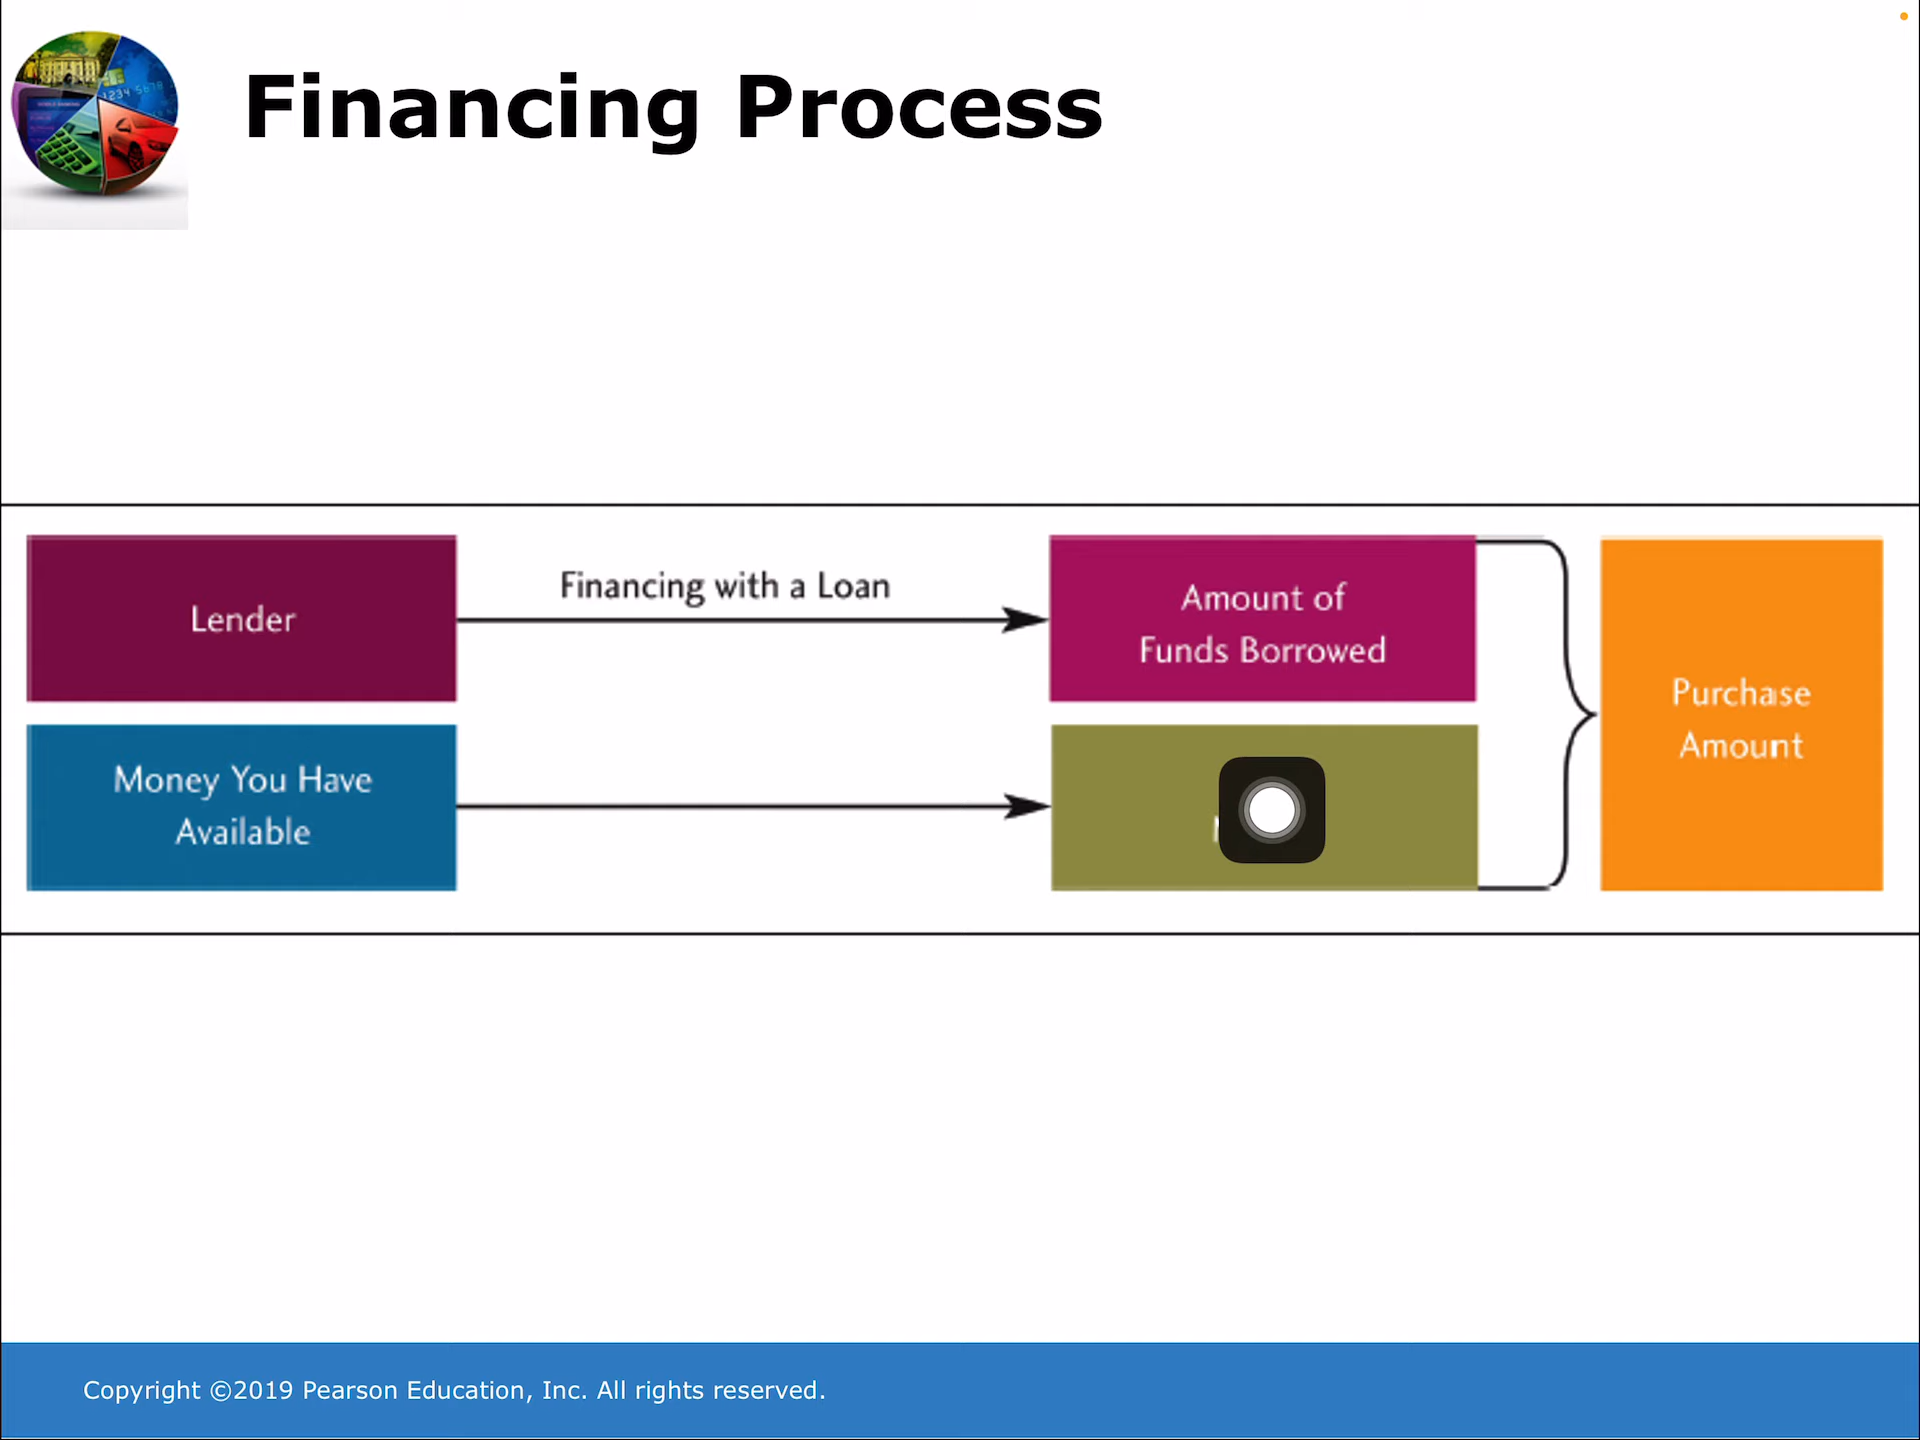 Financing Process
Lender
Financing with a Loan
Amount of
Funds Borrowed
Money You Have
Available
Purchase
Amount
Copyright ©2019 Pearson Education, Inc. All rights reserved.